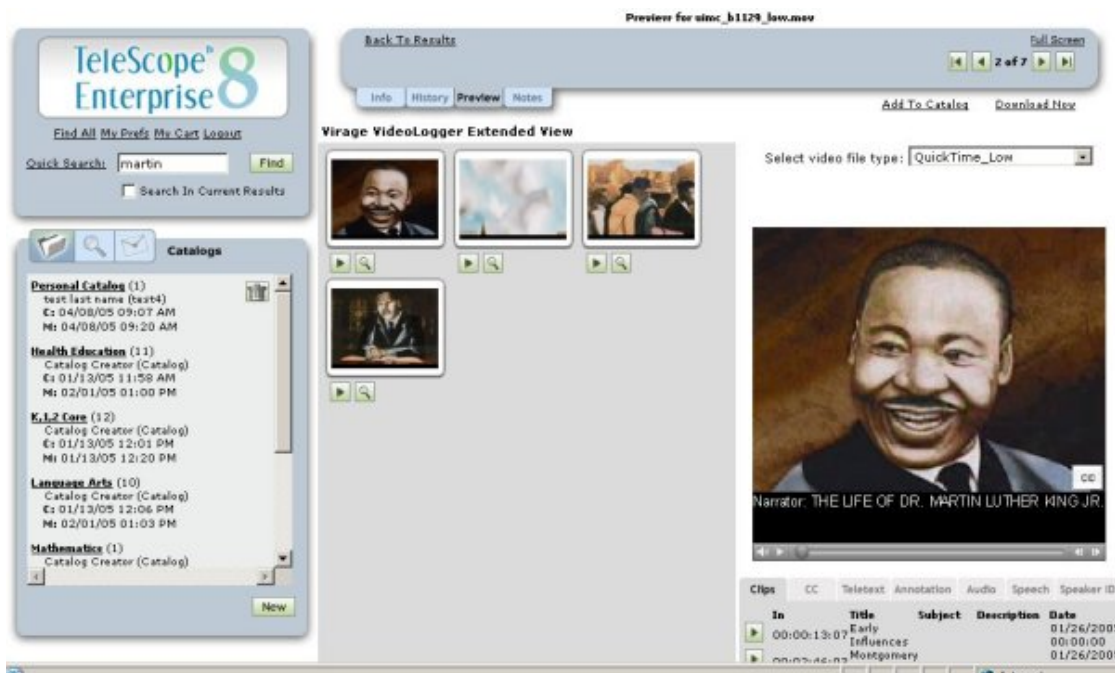 Preview for uimc_b1129_low.mov
TeleScope 8
Enterprise
Find All My Prefs My Cart Logout
Quick Search: martin Find
Search In Current Results
Back To Results
Full Screen
2 of 7
Info History Preview Notes
Add To Catalog Download Now
Virage VideoLogger Extended View
Select video file type: QuickTime_Low
Catalogs
Personal Catalog (1)
test last name (test4)
C: 04/08/05 09:07 AM
M: 04/08/05 09:20 AM
Health Education (11)
Catalog Creator (Catalog)
C: 01/13/05 11:58 AM
M: 02/01/05 01:00 PM
K,1,2 Core (12)
Catalog Creator (Catalog)
C: 01/13/05 12:01 PM
M: 01/13/05 12:20 PM
Language Arts (10)
Catalog Creator (Catalog)
C: 01/13/05 12:06 PM
M: 02/01/05 01:03 PM
Mathematics (1)
Catalog Creator (Catalog)
New
CC
Narrator: THE LIFE OF DR. MARTIN LUTHER KING JR.
Clips CC Teletext Annotation Audio Speech Speaker ID
In Title Subject Description Date
00:00:13:07 Early Influences 01/26/200 00:00:00
Montgomery 01/26/200